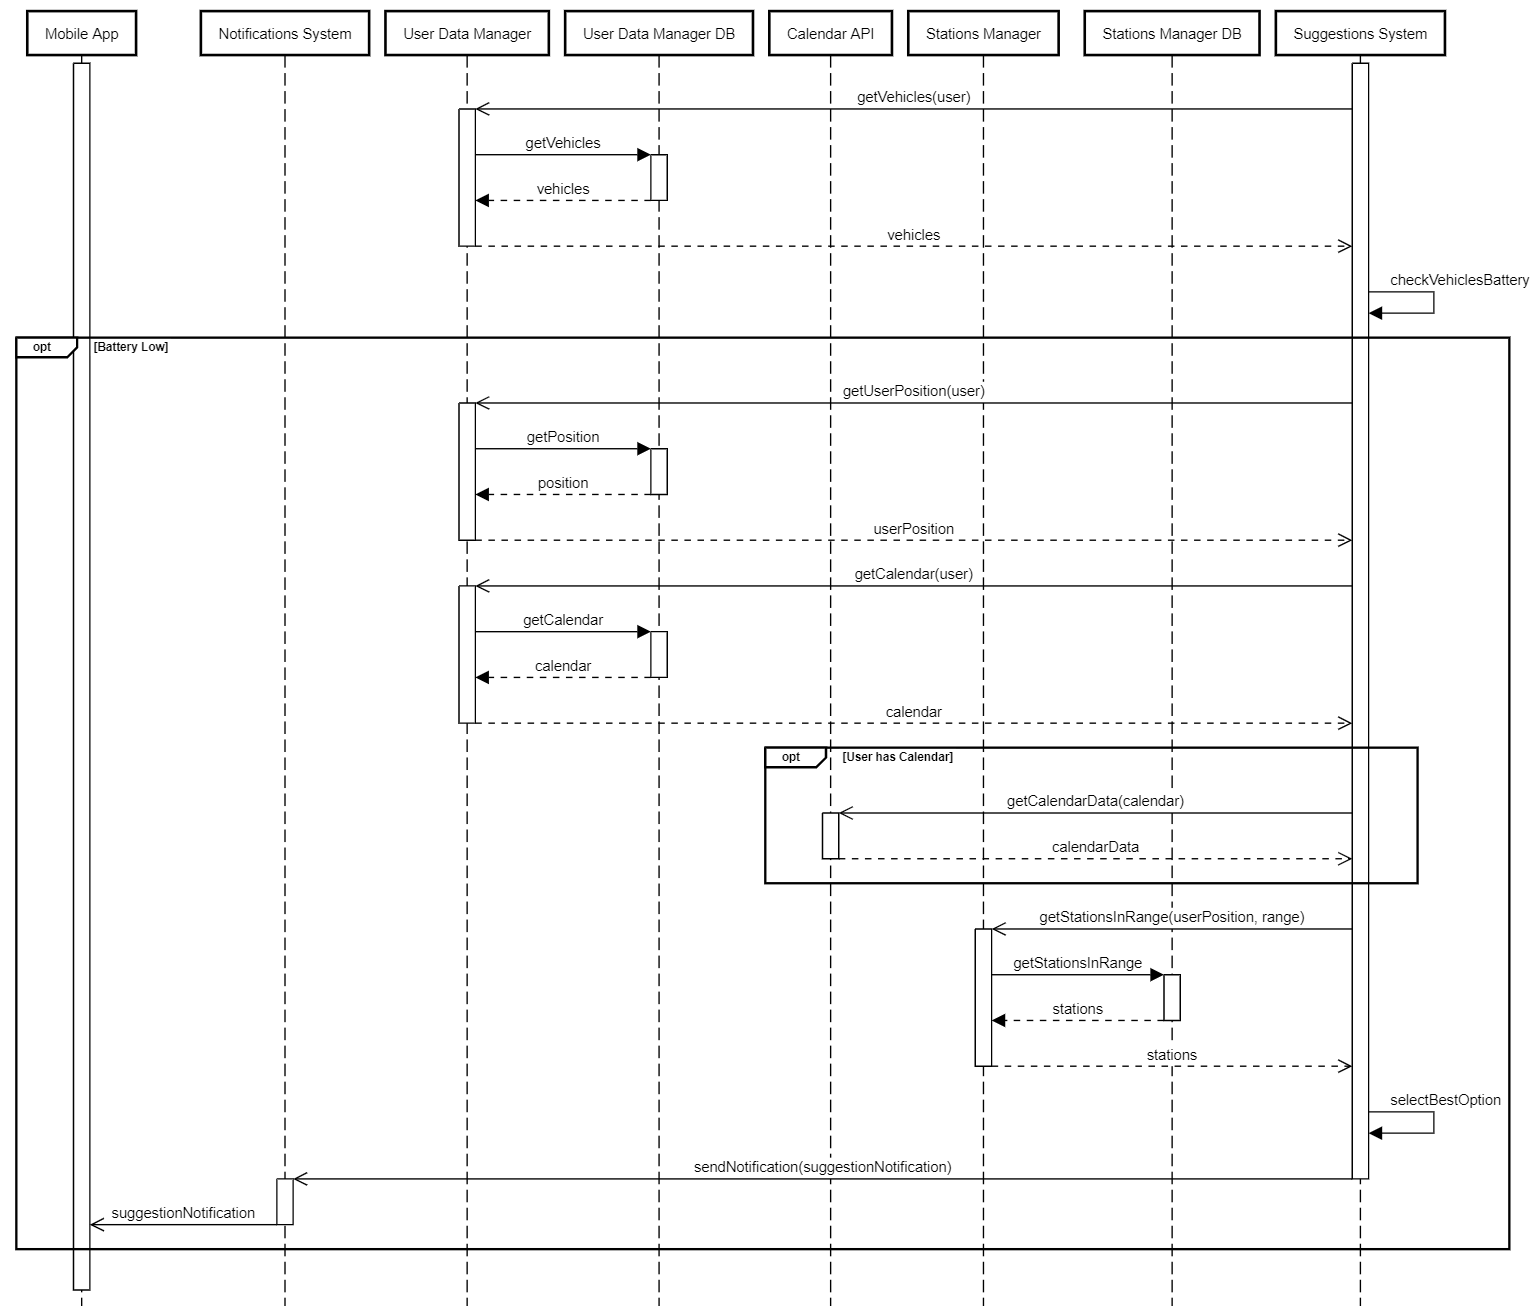 Mobile App
Notifications System
User Data Manager
User Data Manager DB
Calendar API
Stations Manager
Stations Manager DB
Suggestions System
getVehicles(user)
getVehicles
vehicles
vehicles
checkVehiclesBattery
opt
[Battery Low]
getUserPosition(user)
getPosition
position
userPosition
getCalendar(user)
getCalendar
calendar
calendar
opt
[User has Calendar]
getCalendarData(calendar)
calendarData
getStationsInRange(userPosition, range)
getStationsInRange
stations
stations
selectBestOption
sendNotification(suggestionNotification)
suggestionNotification